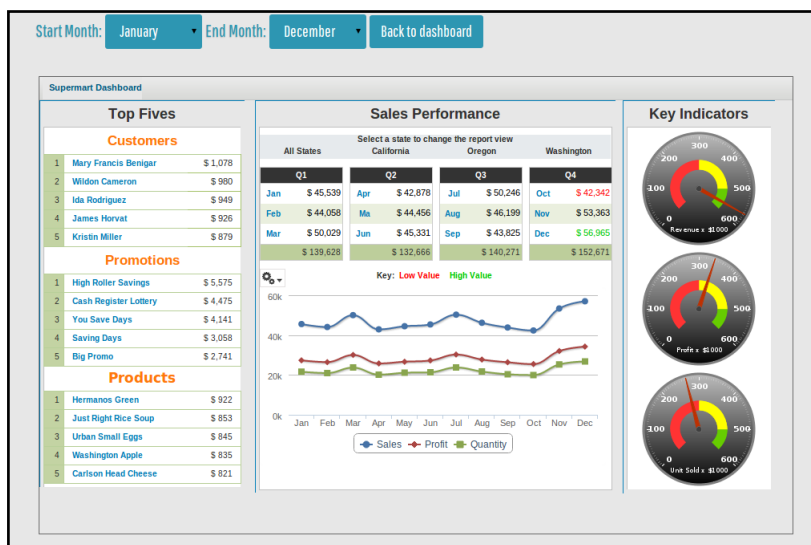 Start Month: January End Month: December Back to dashboard
Supermart Dashboard
Top Fives
Customers
1 Mary Francis Benigar $ 1,078
2 Wildon Cameron $ 980
3 Ida Rodriguez $ 949
4 James Horvat $ 926
5 Kristin Miller $ 879
Promotions
1 High Roller Savings $ 5,575
2 Cash Register Lottery $ 4,475
3 You Save Days $ 4,141
4 Saving Days $ 3,058
5 Big Promo $ 2,741
Products
1 Hermanos Green $ 922
2 Just Right Rice Soup $ 853
3 Urban Small Eggs $ 845
4 Washington Apple $ 835
5 Carlson Head Cheese $ 821
Sales Performance
Select a state to change the report view
All States California Oregon Washington
Q1 Q2 Q3 Q4
Jan $ 45,539 Apr $ 42,878 Jul $ 50,246 Oct $ 42,342
Feb $ 44,058 Ma $ 44,456 Aug $ 46,199 Nov $ 53,363
Mar $ 50,029 Jun $ 45,331 Sep $ 43,825 Dec $ 56,965
$ 139,628 $ 132,666 $ 140,271 $ 152,671
Key: Low Value High Value
60k
40k
20k
0k
Jan Feb Mar Apr May Jun Jul Aug Sep Oct Nov Dec
Sales Profit Quantity
Key Indicators
300
200 400
100 500
0 600
Revenue x $1000
300
200 400
100 500
0 600
Profit x $1000
300
200 400
100 500
0 600
Unit Sold x $1000